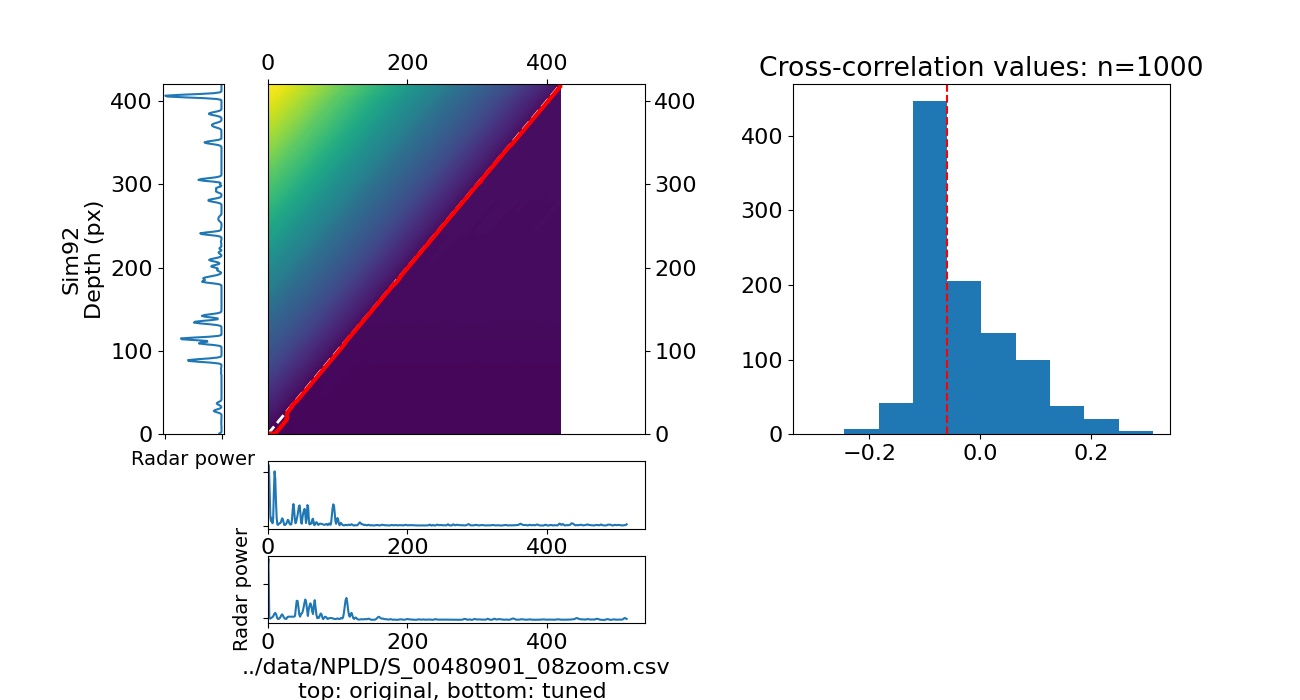 0 200 400
400
300
200
100
0
Sim92
Depth (px)
Radar power
400
300
200
100
0
0 200 400
Radar power
0 200 400
../data/NPLD/S_00480901_08zoom.csv
top: original, bottom: tuned
Cross-correlation values: n=1000
400
300
200
100
0
−0.2 0.0 0.2